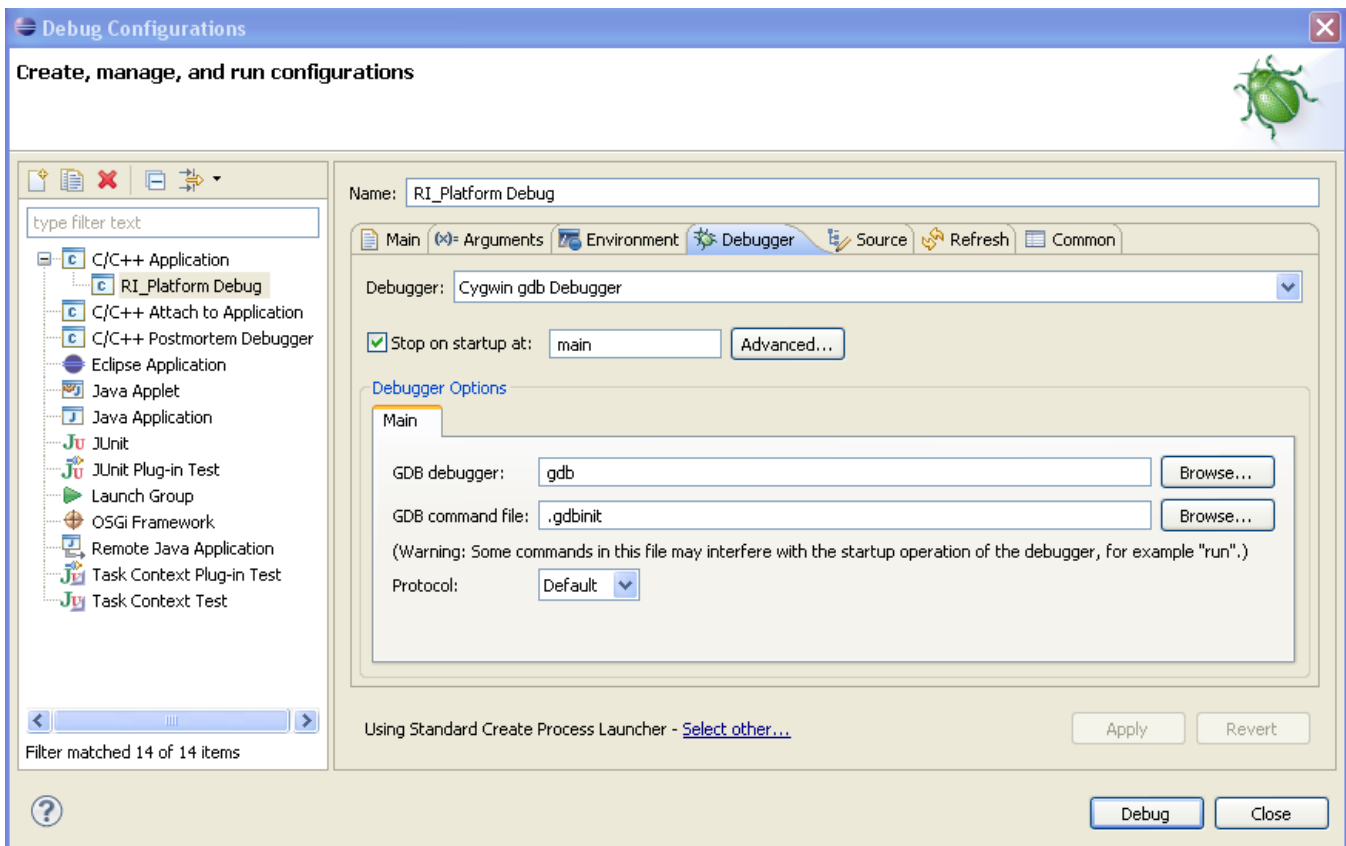 Debug Configurations
Create, manage, and run configurations
type filter text
C/C++ Application
RI_Platform Debug
C/C++ Attach to Application
C/C++ Postmortem Debugger
Eclipse Application
Java Applet
Java Application
JUnit
JUnit Plug-in Test
Launch Group
OSGi Framework
Remote Java Application
Task Context Plug-in Test
Task Context Test
Filter matched 14 of 14 items
Name: RI_Platform Debug
Main (x)= Arguments Environment Debugger Source Refresh Common
Debugger: Cygwin gdb Debugger
Stop on startup at: main Advanced...
Debugger Options
Main
GDB debugger: gdb Browse...
GDB command file: .gdbinit Browse...
(Warning: Some commands in this file may interfere with the startup operation of the debugger, for example "run".)
Protocol: Default
Using Standard Create Process Launcher - Select other... Apply Revert
? Debug Close